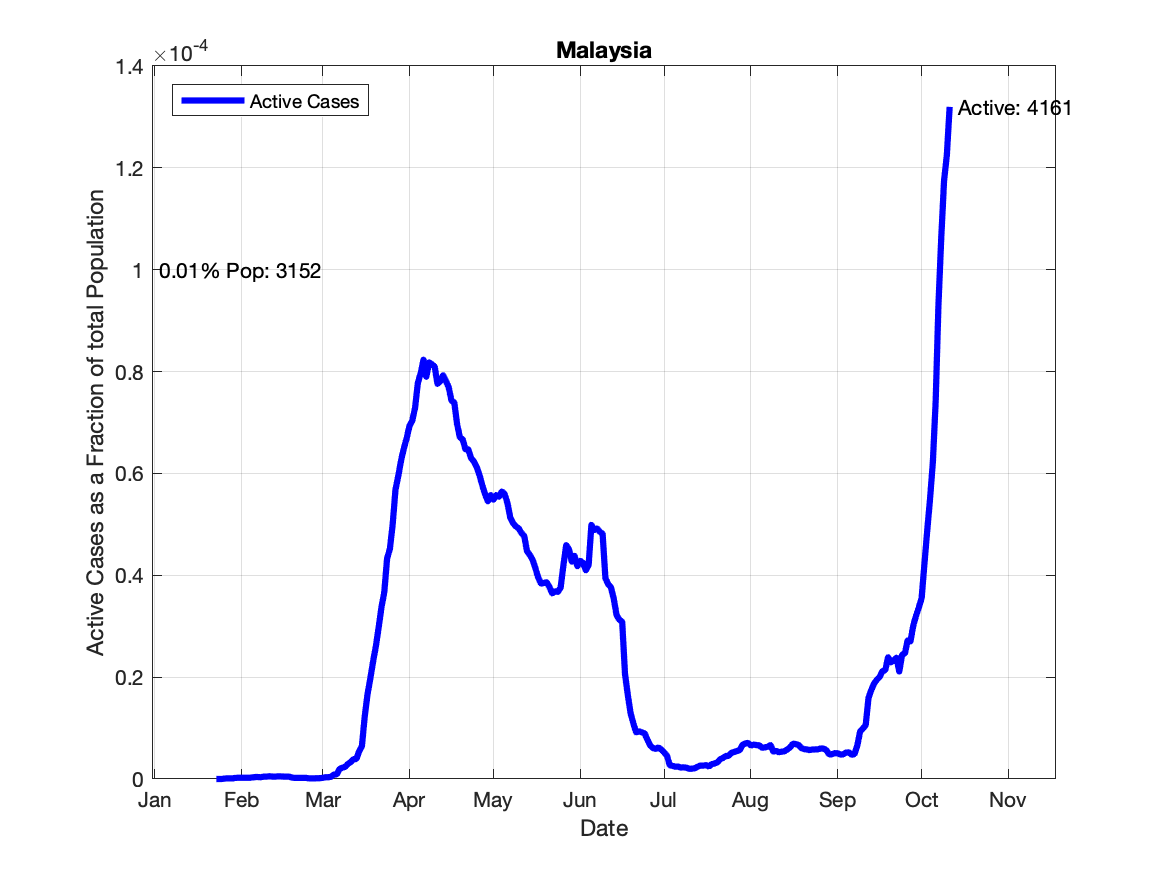 Malaysia
×10-4
1.4
1.2
1
0.8
0.6
0.4
0.2
0
Active Cases
Active: 4161
0.01% Pop: 3152
Active Cases as a Fraction of total Population
Jan Feb Mar Apr May Jun Jul Aug Sep Oct Nov
Date